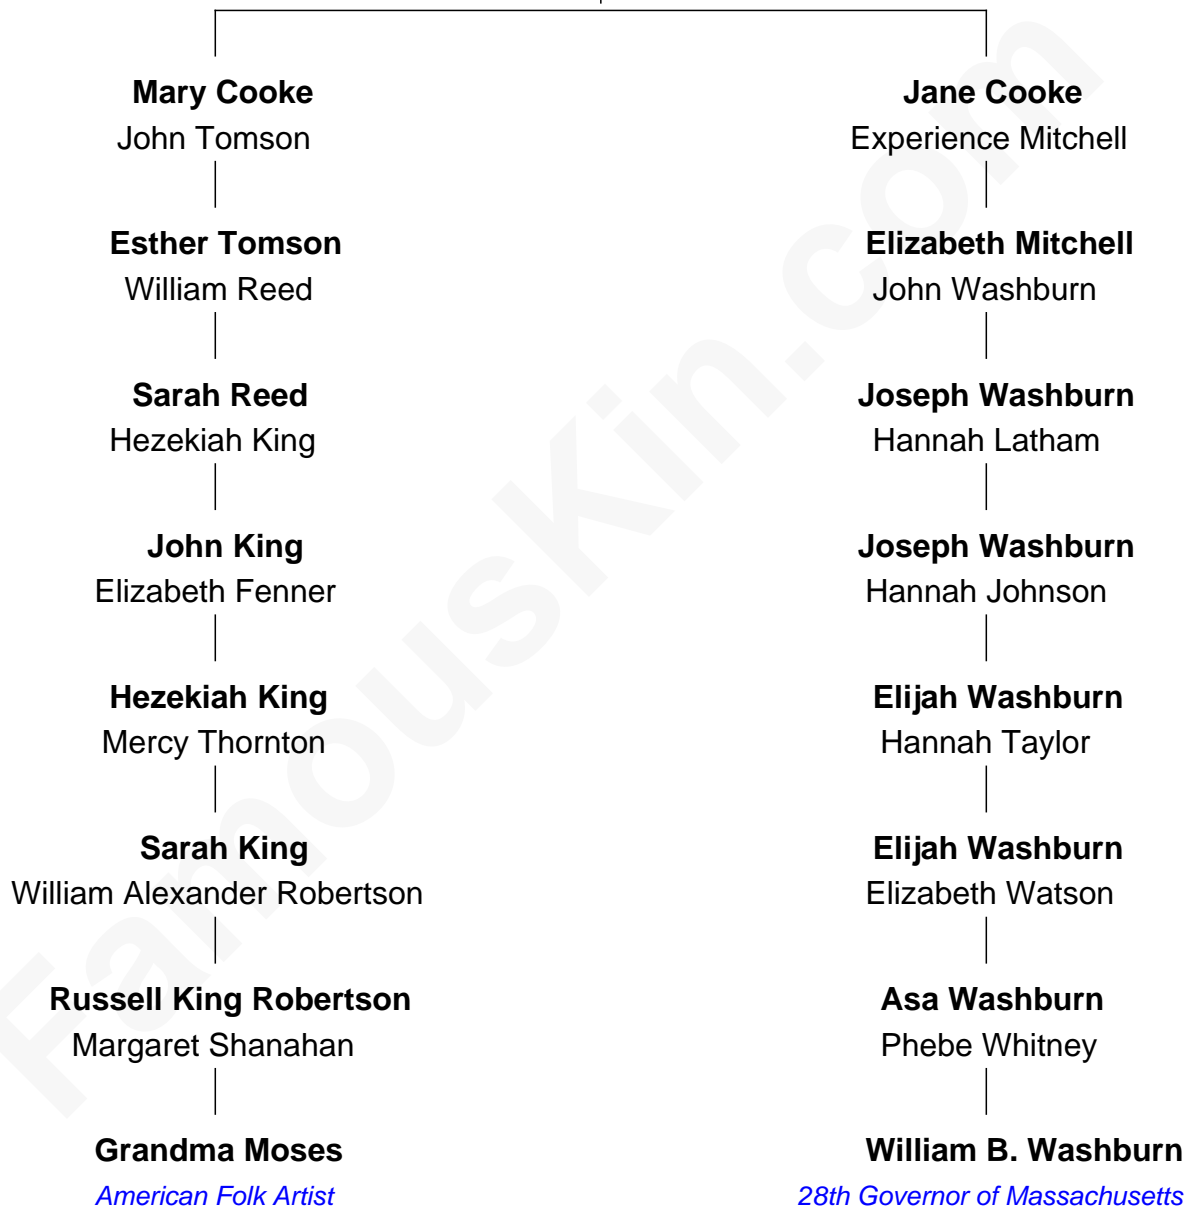 Mary Cooke
John Tomson
Esther Tomson
William Reed
Sarah Reed
Hezekiah King
John King
Elizabeth Fenner
Hezekiah King
Mercy Thornton
Sarah King
William Alexander Robertson
Russell King Robertson
Margaret Shanahan
Grandma Moses
American Folk Artist
Jane Cooke
Experience Mitchell
Elizabeth Mitchell
John Washburn
Joseph Washburn
Hannah Latham
Joseph Washburn
Hannah Johnson
Elijah Washburn
Hannah Taylor
Elijah Washburn
Elizabeth Watson
Asa Washburn
Phebe Whitney
William B. Washburn
28th Governor of Massachusetts
FamousKin.com